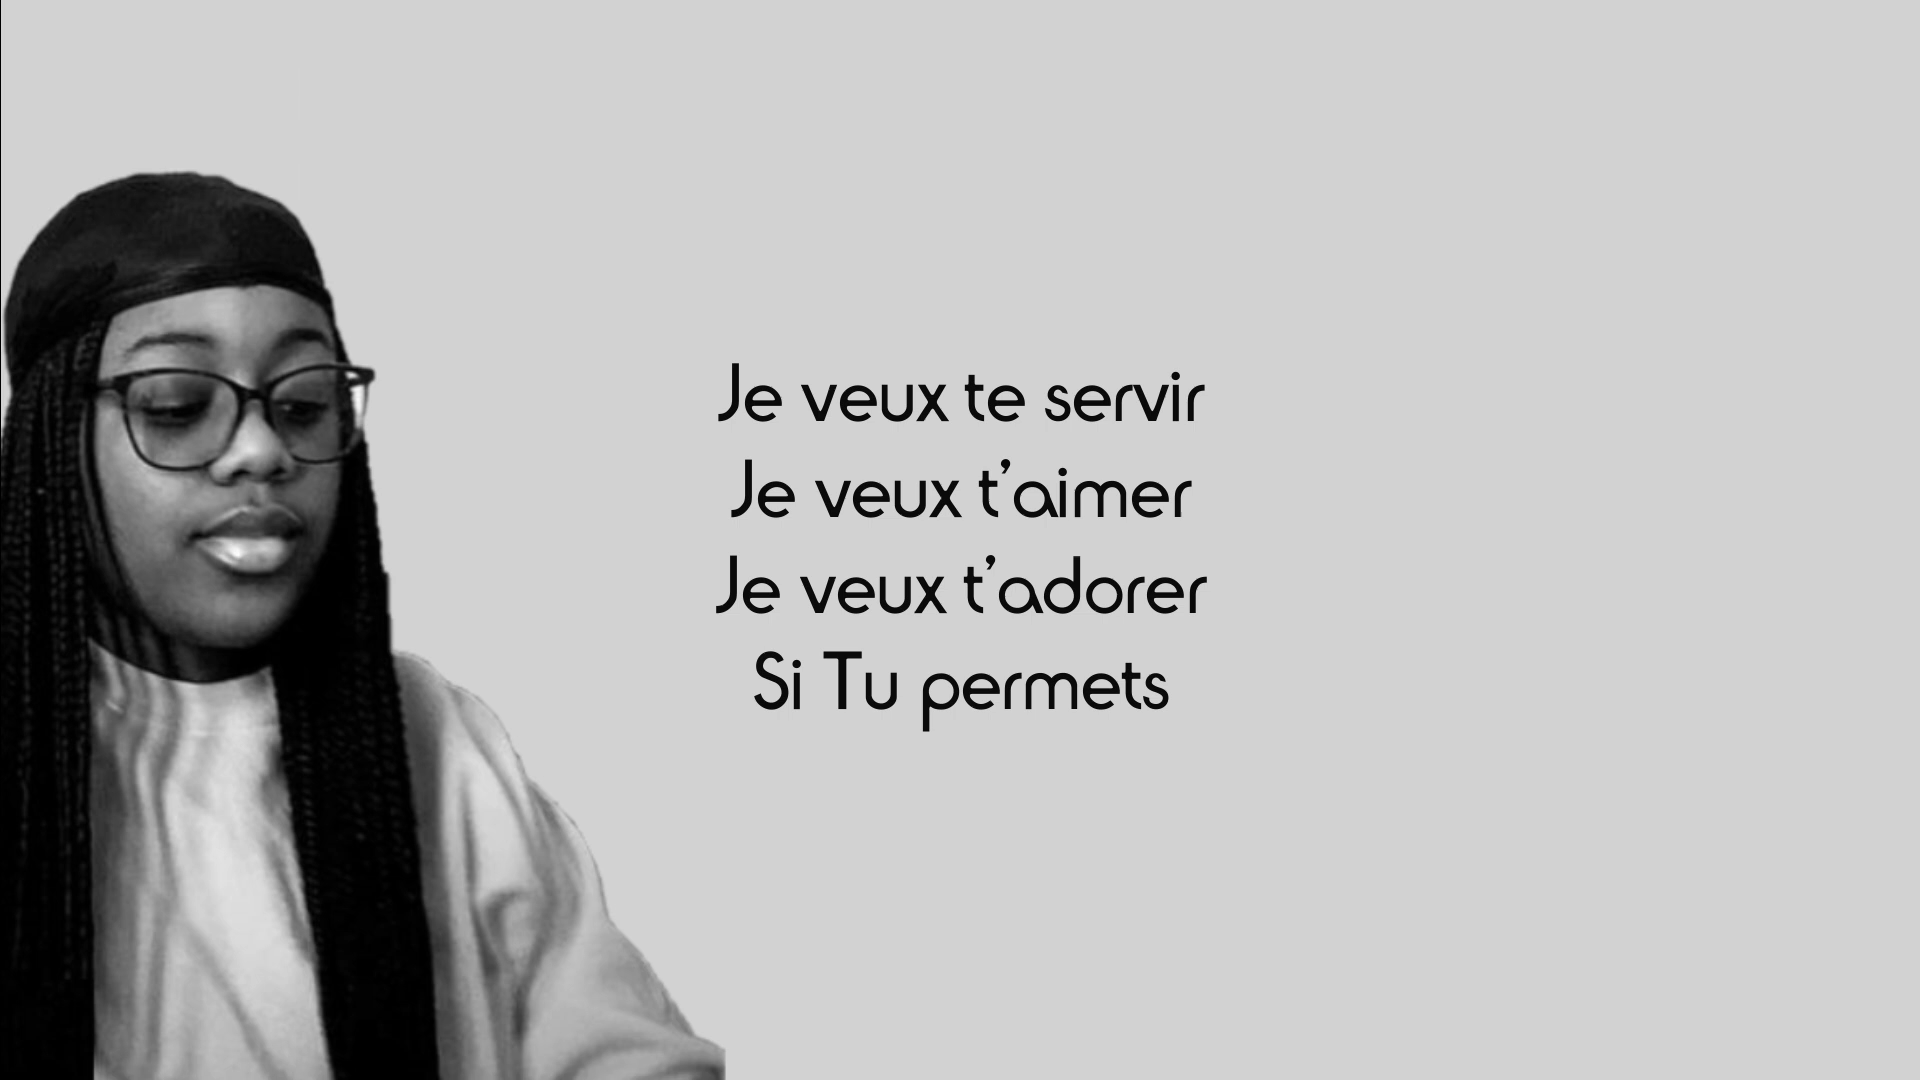 Je veux te servir
Je veux t’aimer
Je veux t’adorer
Si Tu permets